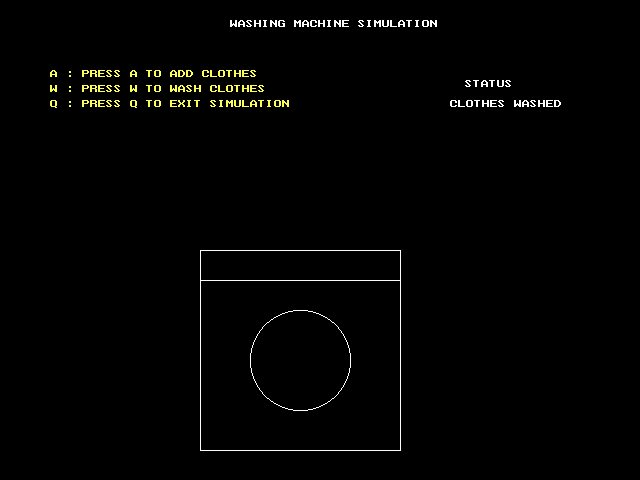 WASHING MACHINE SIMULATION
A : PRESS A TO ADD CLOTHES
W : PRESS W TO WASH CLOTHES
Q : PRESS Q TO EXIT SIMULATION
STATUS
CLOTHES WASHED